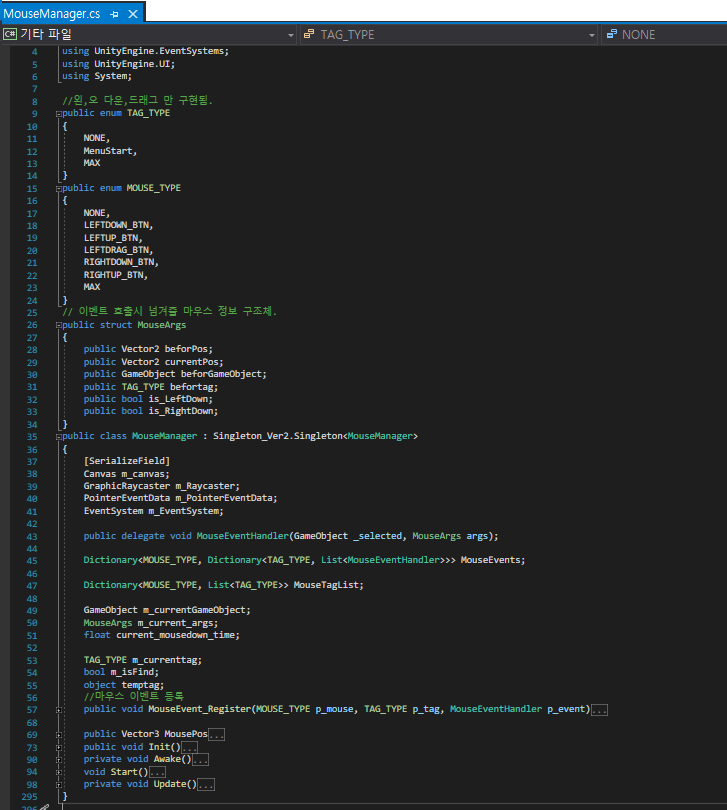 MouseManager.cs
C# 기타 파일 TAG_TYPE NONE
4 using UnityEngine.EventSystems;
5 using UnityEngine.UI;
6 using System;
7
8 //왼,오 다운,드래그 만 구현됨.
9 public enum TAG_TYPE
10 {
11 NONE,
12 MenuStart,
13 MAX
14 }
15 public enum MOUSE_TYPE
16 {
17 NONE,
18 LEFTDOWN_BTN,
19 LEFTUP_BTN,
20 LEFTDRAG_BTN,
21 RIGHTDOWN_BTN,
22 RIGHTUP_BTN,
23 MAX
24 }
25 // 이벤트 호출시 넘겨줄 마우스 정보 구조체.
26 public struct MouseArgs
27 {
28 public Vector2 beforPos;
29 public Vector2 currentPos;
30 public GameObject beforGameObject;
31 public TAG_TYPE befortag;
32 public bool is_LeftDown;
33 public bool is_RightDown;
34 }
35 public class MouseManager : Singleton_Ver2.Singleton<MouseManager>
36 {
37 [SerializeField]
38 Canvas m_canvas;
39 GraphicRaycaster m_Raycaster;
40 PointerEventData m_PointerEventData;
41 EventSystem m_EventSystem;
42
43 public delegate void MouseEventHandler(GameObject _selected, MouseArgs args);
44
45 Dictionary<MOUSE_TYPE, Dictionary<TAG_TYPE, List<MouseEventHandler>>> MouseEvents;
46
47 Dictionary<MOUSE_TYPE, List<TAG_TYPE>> MouseTagList;
48
49 GameObject m_currentGameObject;
50 MouseArgs m_current_args;
51 float current_mousedown_time;
52
53 TAG_TYPE m_currenttag;
54 bool m_isFind;
55 object temptag;
56 //마우스 이벤트 등록
57 public void MouseEvent_Register(MOUSE_TYPE p_mouse, TAG_TYPE p_tag, MouseEventHandler p_event)...
68
69 public Vector3 MousePos...
73 public void Init()...
90 private void Awake()...
94 void Start()...
98 private void Update()...
295 }
296